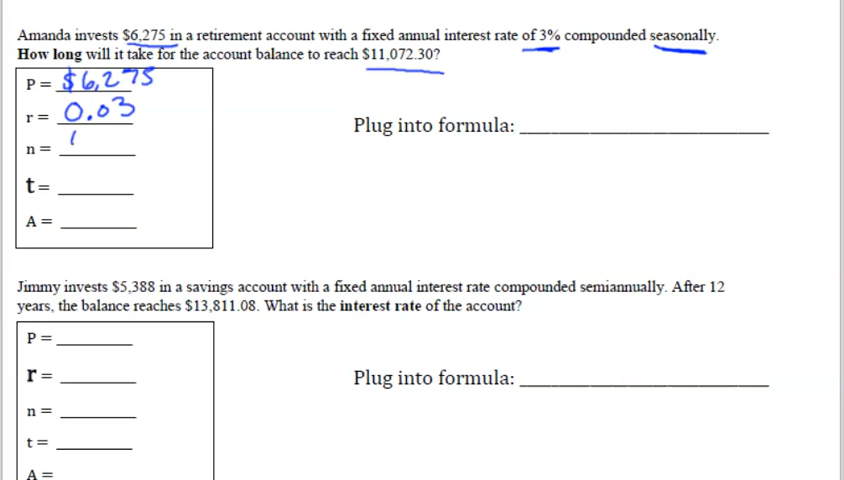 Amanda invests $6,275 in a retirement account with a fixed annual interest rate of 3% compounded seasonally.
How long will it take for the account balance to reach $11,072.30?
P = $6,275
r = 0.03
n =
t =
A =
Plug into formula:
Jimmy invests $5,388 in a savings account with a fixed annual interest rate compounded semiannually. After 12
years, the balance reaches $13,811.08. What is the interest rate of the account?
P =
r =
n =
t =
A =
Plug into formula: